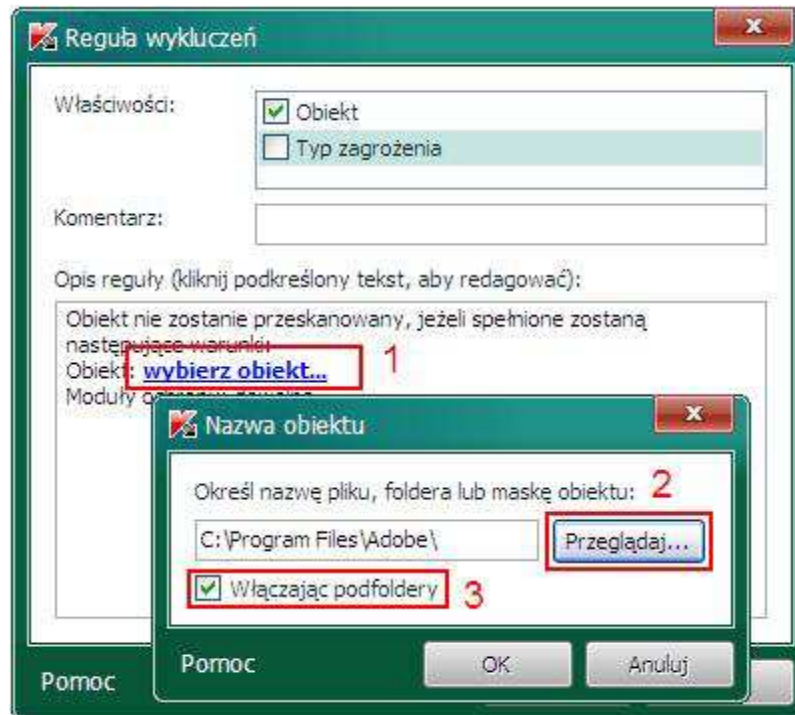 Reguła wykluczeń
Właściwości:
Obiekt
Typ zagrożenia
Komentarz:
Opis reguły (kliknij podkreślony tekst, aby redagować):
Obiekt nie zostanie przeskanowany, jeżeli spełnione zostaną
następujące warunki:
Obiekt: wybierz obiekt... 1
Moduły
Nazwa obiektu
Określ nazwę pliku, foldera lub maskę obiektu: 2
C:\Program Files\Adobe\ Przeglądaj...
Włączając podfoldery 3
Pomoc OK Anuluj
Pomoc